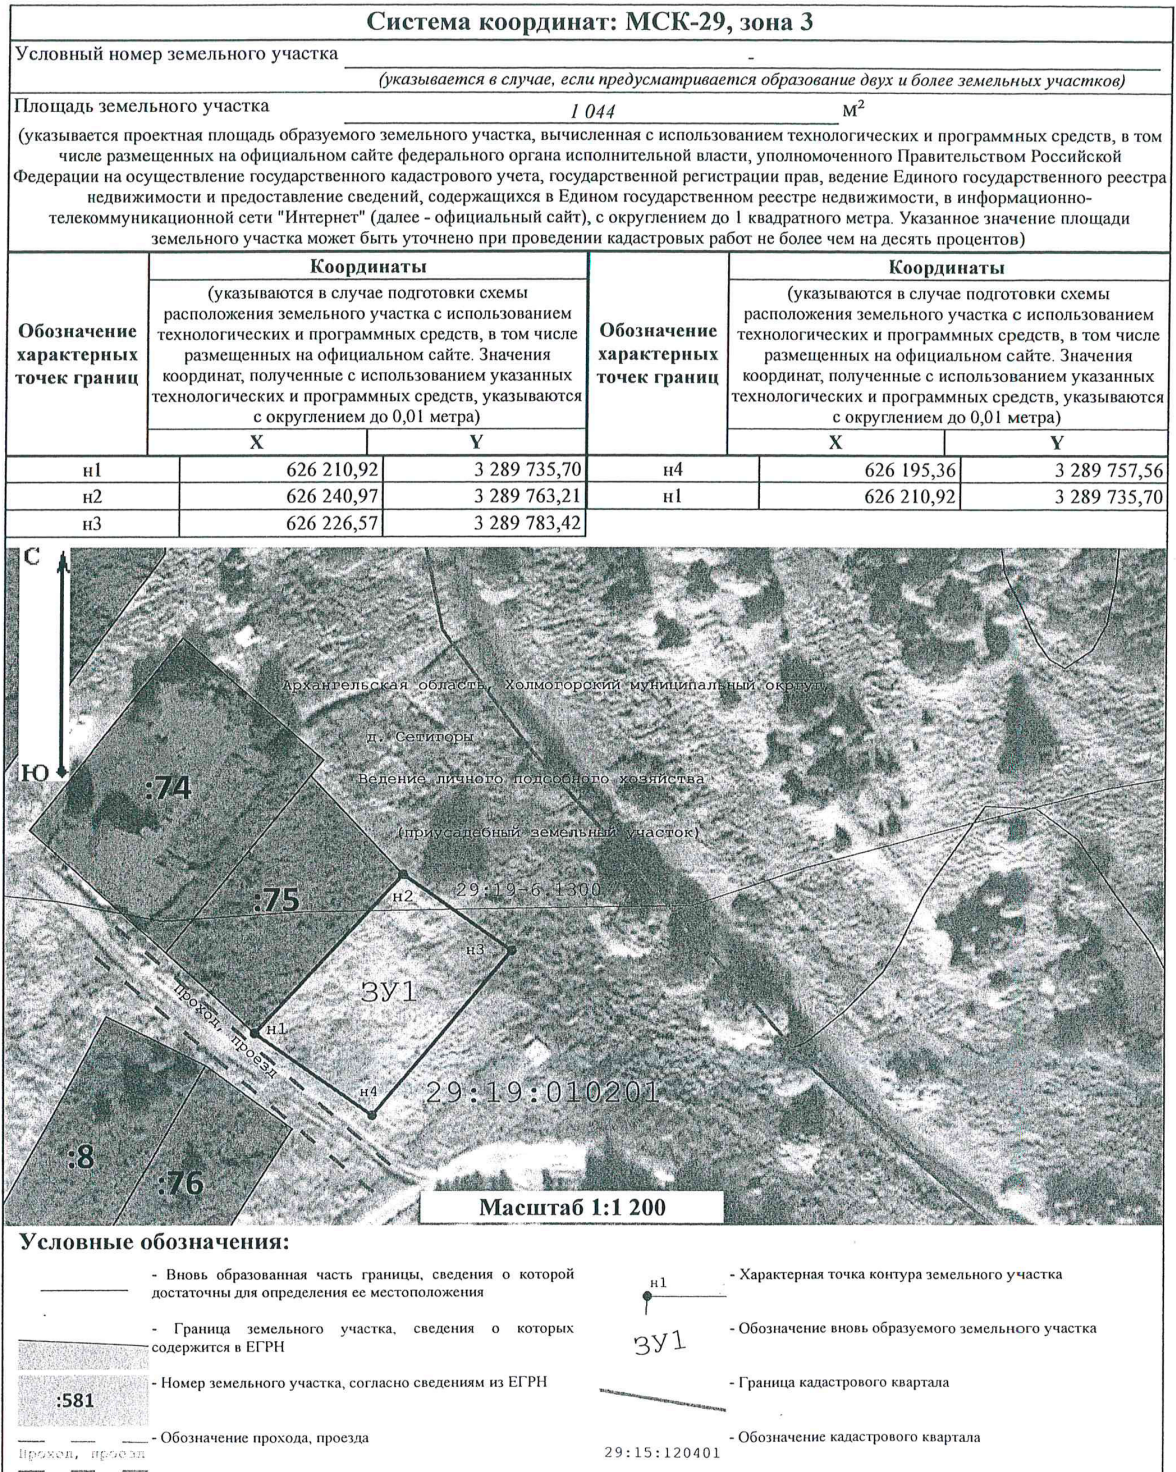 Система координат: МСК-29, зона 3
Условный номер земельного участка -
(указывается в случае, если предусматривается образование двух и более земельных участков)
Площадь земельного участка 1 044 м²
(указывается проектная площадь образуемого земельного участка, вычисленная с использованием технологических и программных средств, в том
числе размещенных на официальном сайте федерального органа исполнительной власти, уполномоченного Правительством Российской
Федерации на осуществление государственного кадастрового учета, государственной регистрации прав, ведение Единого государственного реестра
недвижимости и предоставление сведений, содержащихся в Едином государственном реестре недвижимости, в информационно-
телекоммуникационной сети "Интернет" (далее - официальный сайт), с округлением до 1 квадратного метра. Указанное значение площади
земельного участка может быть уточнено при проведении кадастровых работ не более чем на десять процентов)
Обозначение
характерных
точек границ
Координаты
(указываются в случае подготовки схемы
расположения земельного участка с использованием
технологических и программных средств, в том числе
размещенных на официальном сайте. Значения
координат, полученные с использованием указанных
технологических и программных средств, указываются
с округлением до 0,01 метра)
X Y
Обозначение
характерных
точек границ
Координаты
(указываются в случае подготовки схемы
расположения земельного участка с использованием
технологических и программных средств, в том числе
размещенных на официальном сайте. Значения
координат, полученные с использованием указанных
технологических и программных средств, указываются
с округлением до 0,01 метра)
X Y
н1 626 210,92 3 289 735,70 н4 626 195,36 3 289 757,56
н2 626 240,97 3 289 763,21 н1 626 210,92 3 289 735,70
н3 626 226,57 3 289 783,42
С
Архангельская область, Холмогорский муниципальный округ,
д. Сетигоры
Ю
:74
Ведение личного подсобного хозяйства
(приусадебный земельный участок)
:75
н2
29:19-6.1300
н3
ЗУ1
Проход, проезд
н1
н4
29:19:010201
:8
:76
Масштаб 1:1 200
Условные обозначения:
- Вновь образованная часть границы, сведения о которой
достаточны для определения ее местоположения
н1
- Характерная точка контура земельного участка
- Граница земельного участка, сведения о которых
содержится в ЕГРН
ЗУ1
- Обозначение вновь образуемого земельного участка
:581
- Номер земельного участка, согласно сведениям из ЕГРН
- Граница кадастрового квартала
Проход, проезд
- Обозначение прохода, проезда
29:15:120401
- Обозначение кадастрового квартала